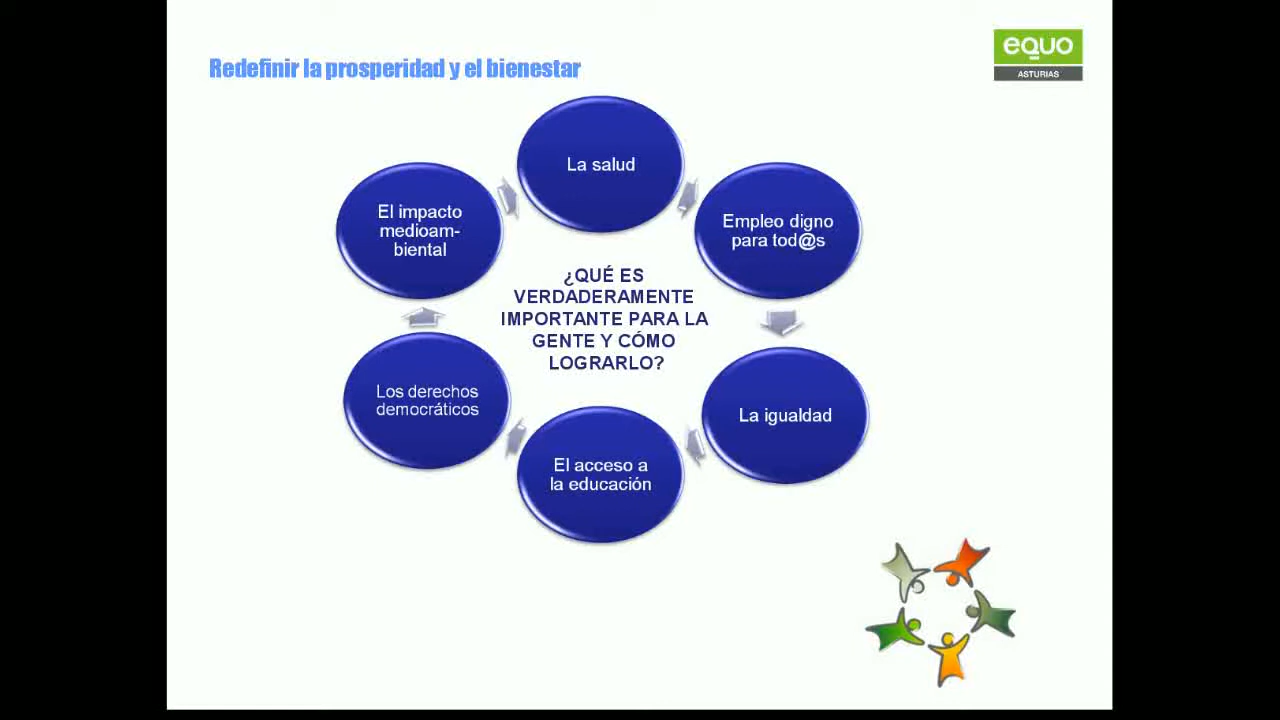 Redefinir la prosperidad y el bienestar
equo
ASTURIAS
La salud
Empleo digno
para tod@s
La igualdad
El acceso a
la educación
Los derechos
democráticos
El impacto
medioam-
biental
¿QUÉ ES
VERDADERAMENTE
IMPORTANTE PARA LA
GENTE Y CÓMO
LOGRARLO?